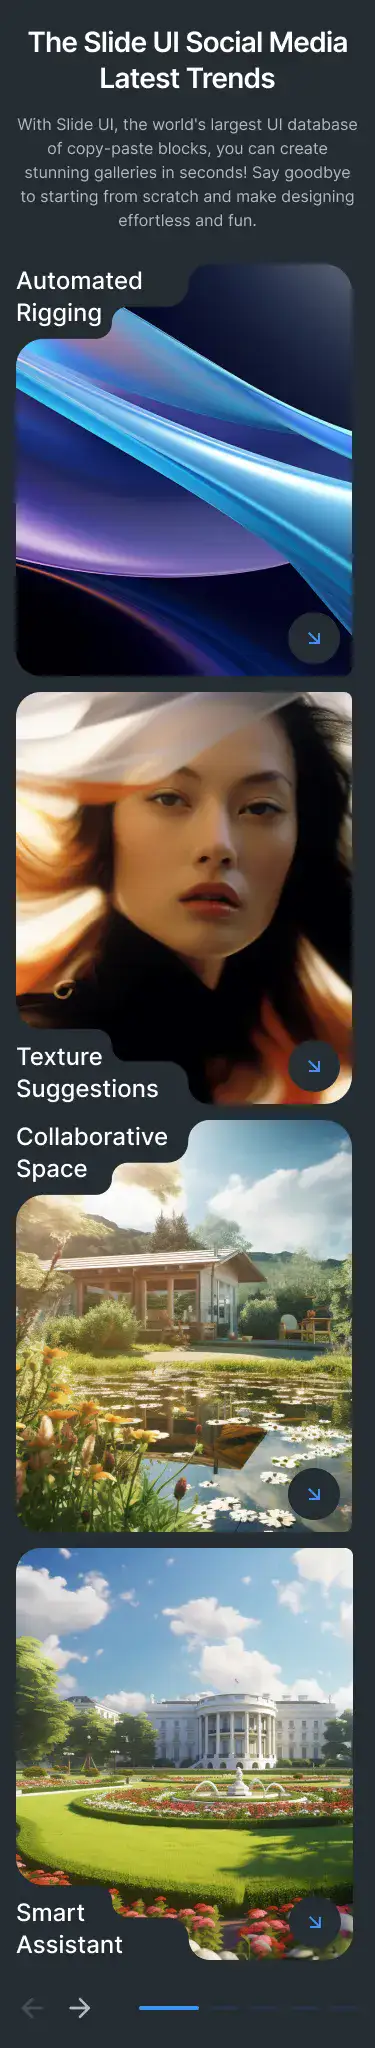 The Slide UI Social Media
Latest Trends
With Slide UI, the world's largest UI database
of copy-paste blocks, you can create
stunning galleries in seconds! Say goodbye
to starting from scratch and make designing
effortless and fun.
Automated
Rigging
Texture
Suggestions
Collaborative
Space
Smart
Assistant